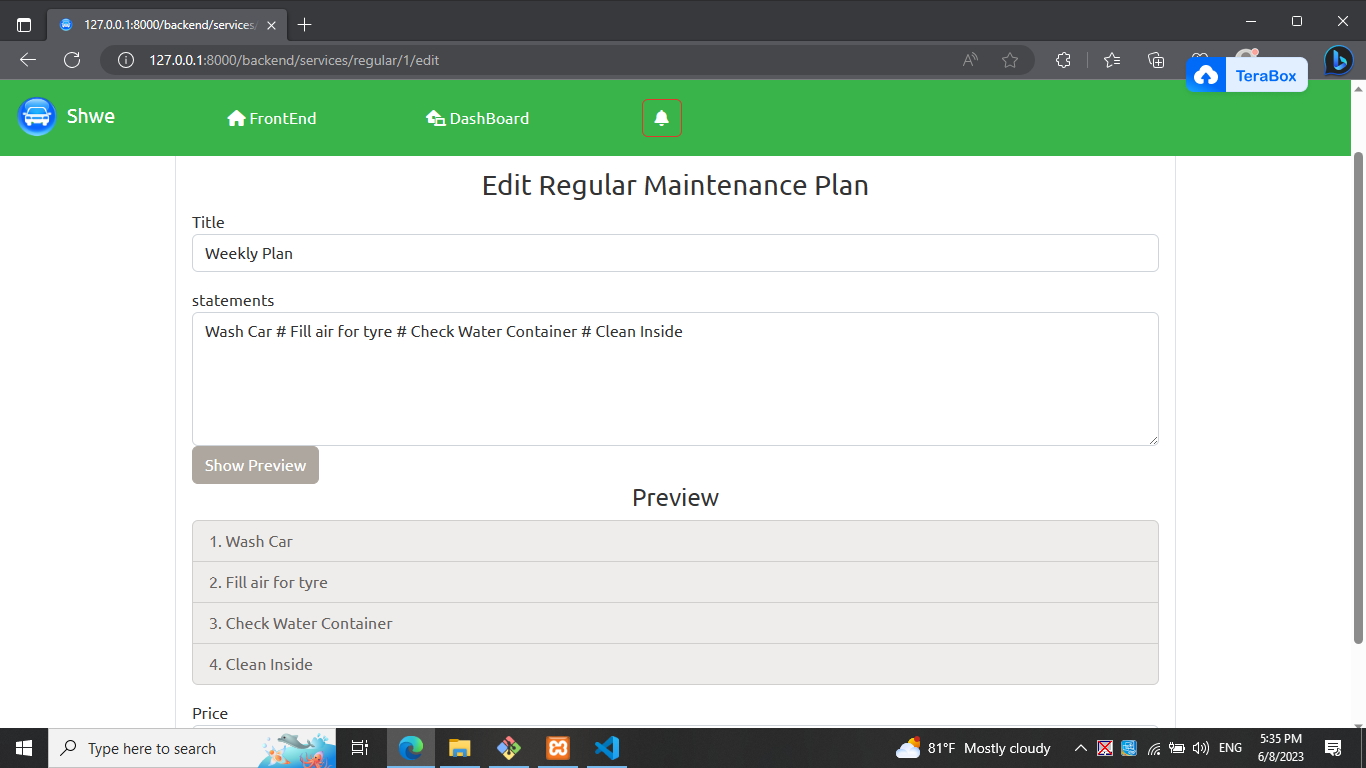 127.0.0.1:8000/backend/services/
127.0.0.1:8000/backend/services/regular/1/edit
TeraBox
Shwe
FrontEnd
DashBoard
Edit Regular Maintenance Plan
Title
Weekly Plan
statements
Wash Car # Fill air for tyre # Check Water Container # Clean Inside
Show Preview
Preview
1. Wash Car
2. Fill air for tyre
3. Check Water Container
4. Clean Inside
Price
Type here to search
81°F Mostly cloudy
ENG
5:35 PM
6/8/2023